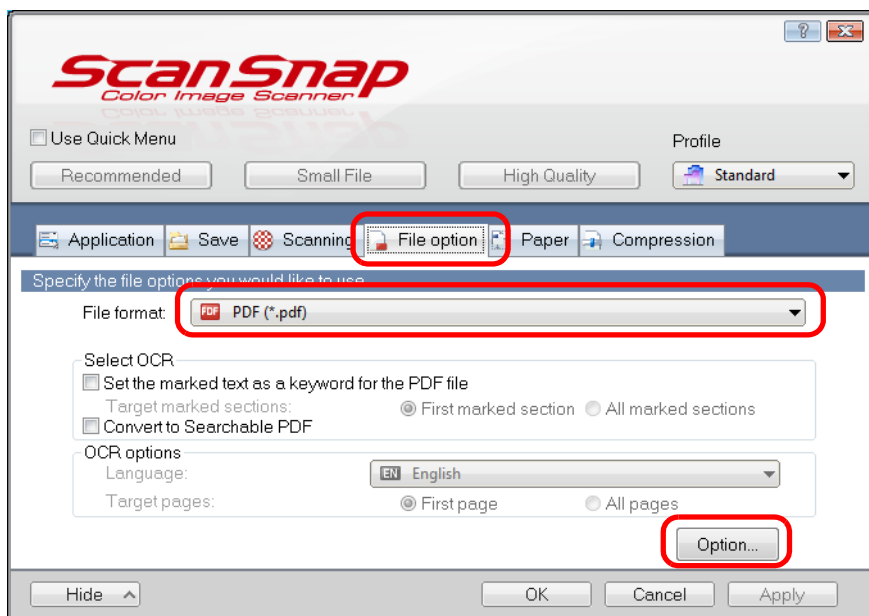 ScanSnap
Color Image Scanner
Use Quick Menu
Profile
Recommended Small File High Quality Standard
Application Save Scanning File option Paper Compression
Specify the file options you would like to use.
File format: PDF PDF (*.pdf)
Select OCR
Set the marked text as a keyword for the PDF file
Target marked sections: First marked section All marked sections
Convert to Searchable PDF
OCR options
Language: EN English
Target pages: First page All pages
Option...
Hide OK Cancel Apply